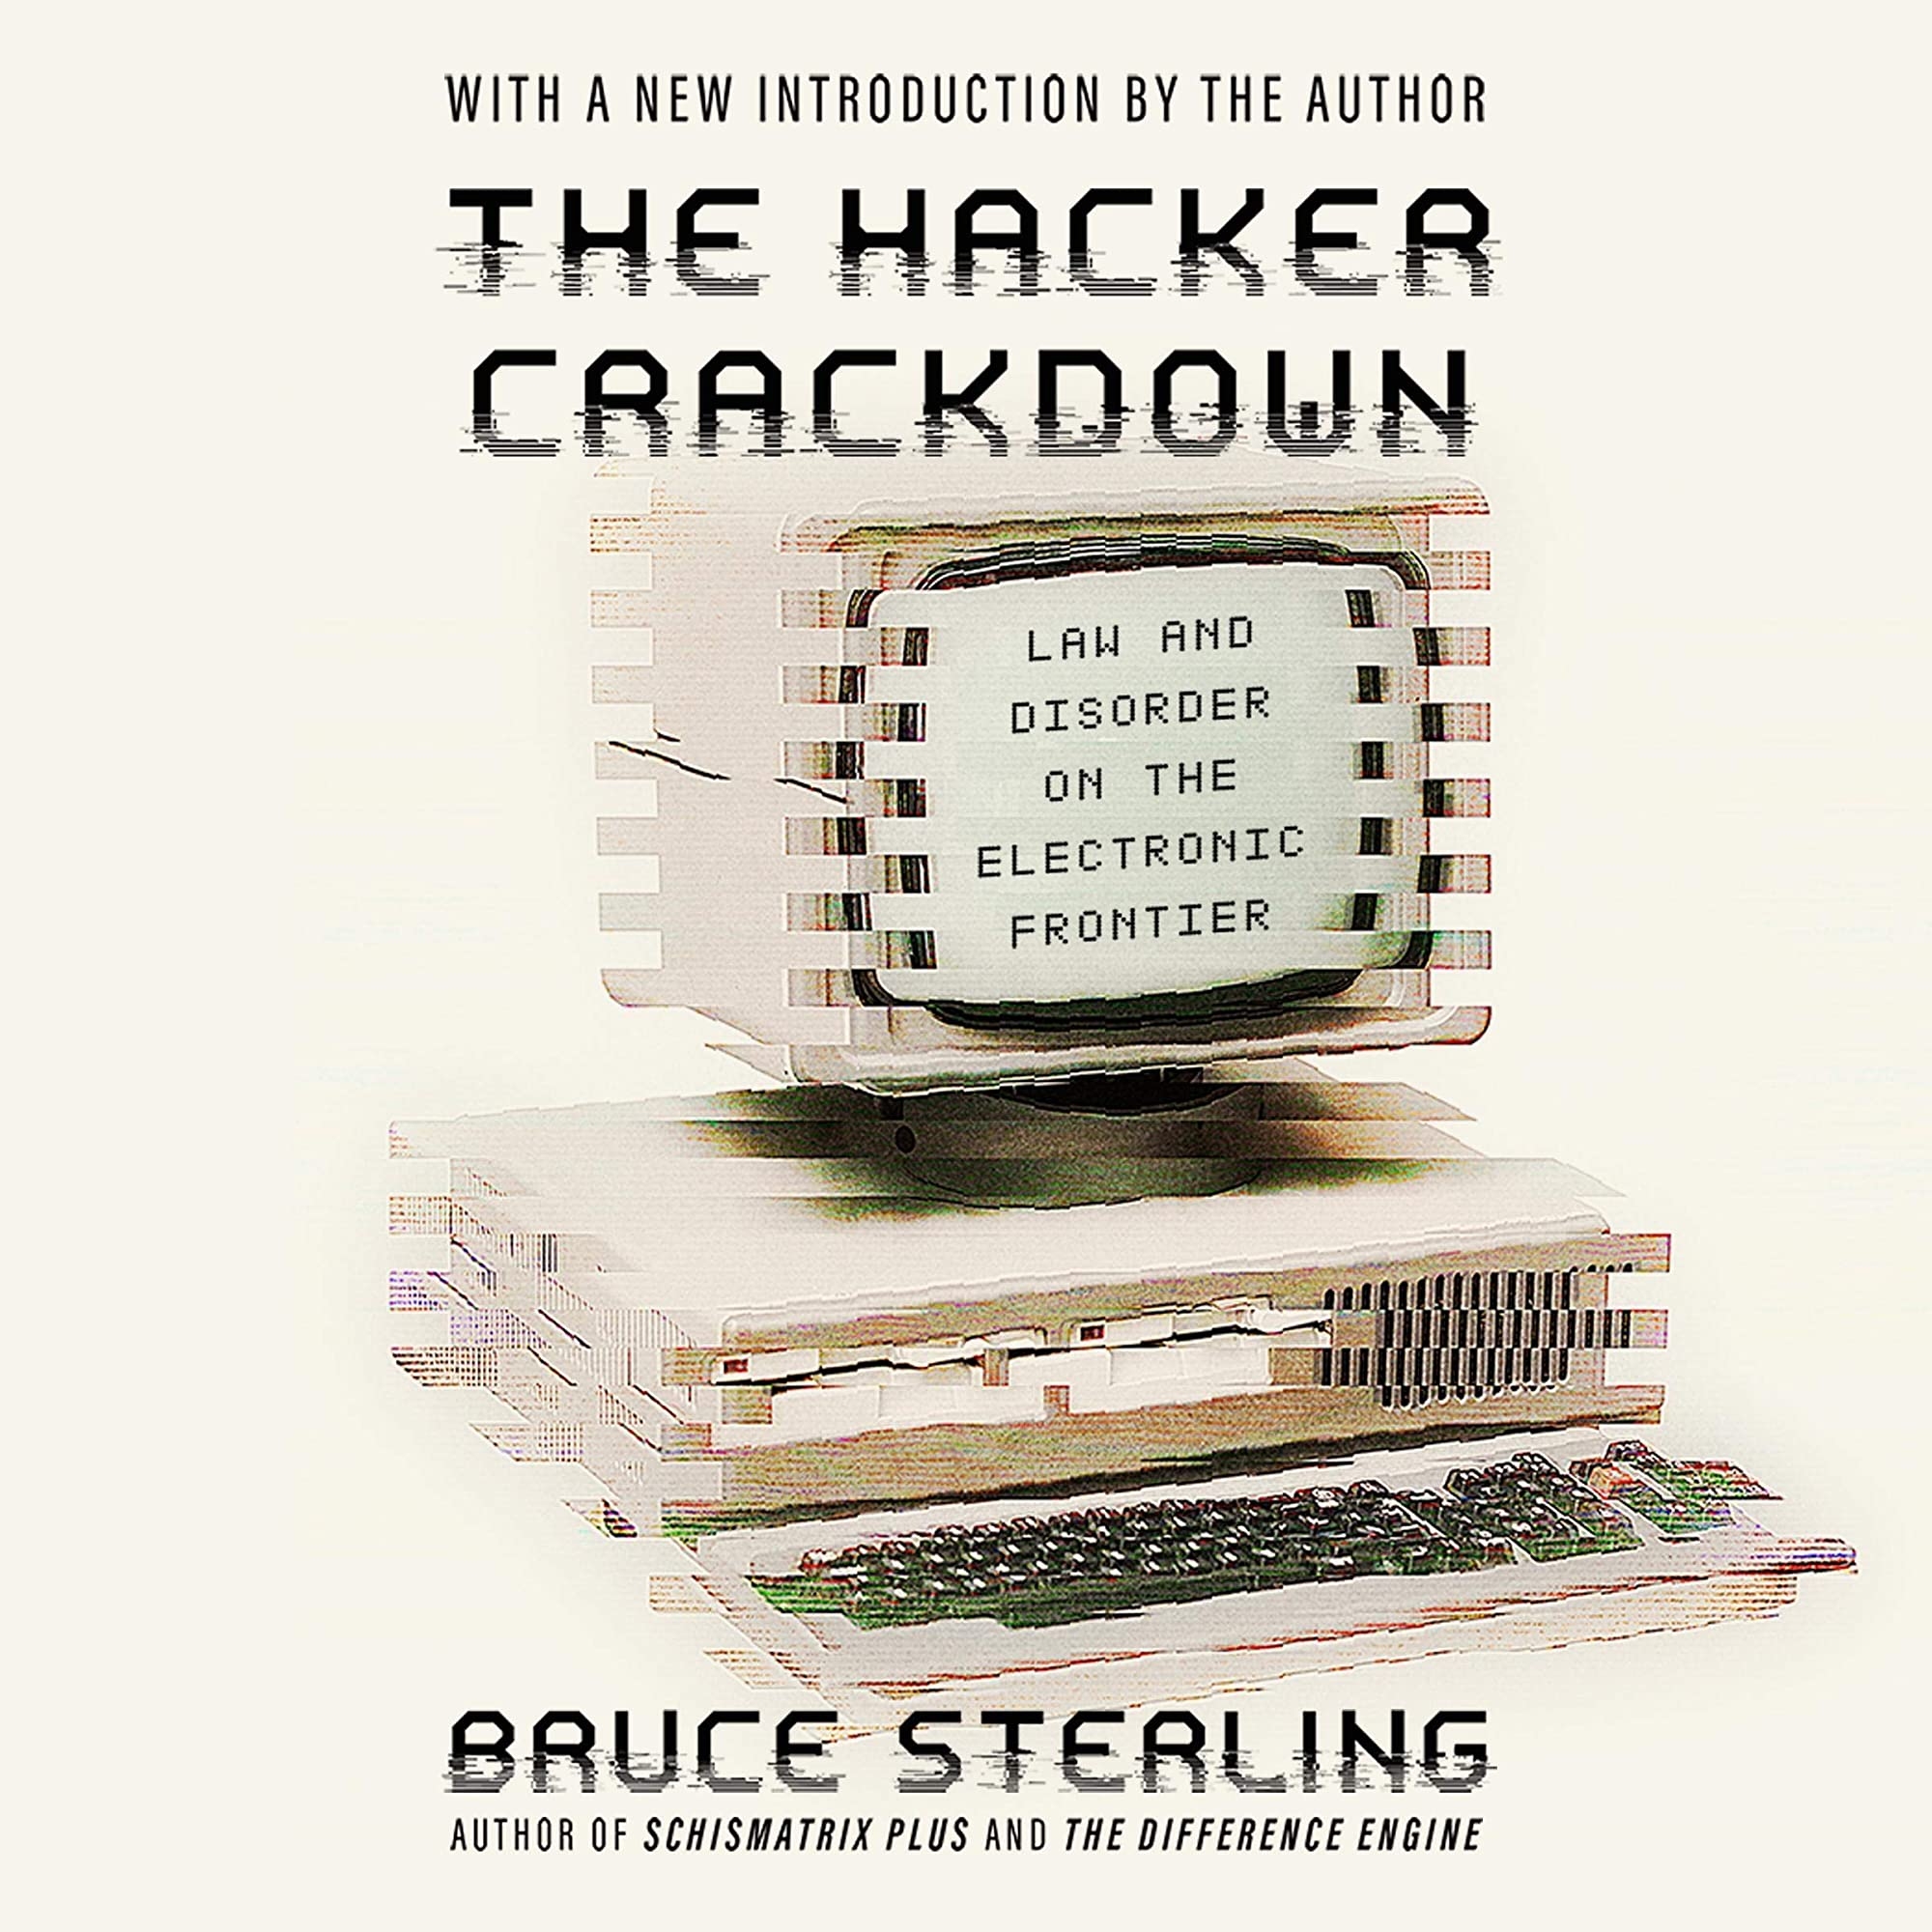 WITH A NEW INTRODUCTION BY THE AUTHOR
THE HACKER
CRACKDOWN
LAW AND
DISORDER
ON THE
ELECTRONIC
FRONTIER
BRUCE STERLING
AUTHOR OF SCHISMATRIX PLUS AND THE DIFFERENCE ENGINE